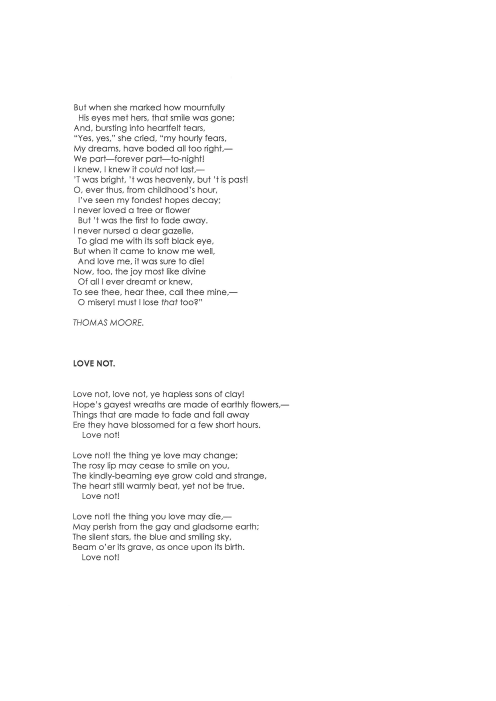 But when she marked how mournfully
His eyes met hers, that smile was gone;
And, bursting into heartfelt tears,
“Yes, yes,” she cried, “my hourly fears,
My dreams, have boded all too right,—
We part—forever part—to-night!
I knew, I knew it could not last,—
’T was bright, ’t was heavenly, but ’t is past!
O, ever thus, from childhood’s hour,
I’ve seen my fondest hopes decay;
I never loved a tree or flower
But ’t was the first to fade away.
I never nursed a dear gazelle,
To glad me with its soft black eye,
But when it came to know me well,
And love me, it was sure to die!
Now, too, the joy most like divine
Of all I ever dreamt or knew,
To see thee, hear thee, call thee mine,—
O misery! must I lose that too?”
THOMAS MOORE.
LOVE NOT.
Love not, love not, ye hapless sons of clay!
Hope’s gayest wreaths are made of earthly flowers,—
Things that are made to fade and fall away
Ere they have blossomed for a few short hours.
Love not!
Love not! the thing ye love may change;
The rosy lip may cease to smile on you,
The kindly-beaming eye grow cold and strange,
The heart still warmly beat, yet not be true.
Love not!
Love not! the thing you love may die,—
May perish from the gay and gladsome earth;
The silent stars, the blue and smiling sky,
Beam o’er its grave, as once upon its birth.
Love not!